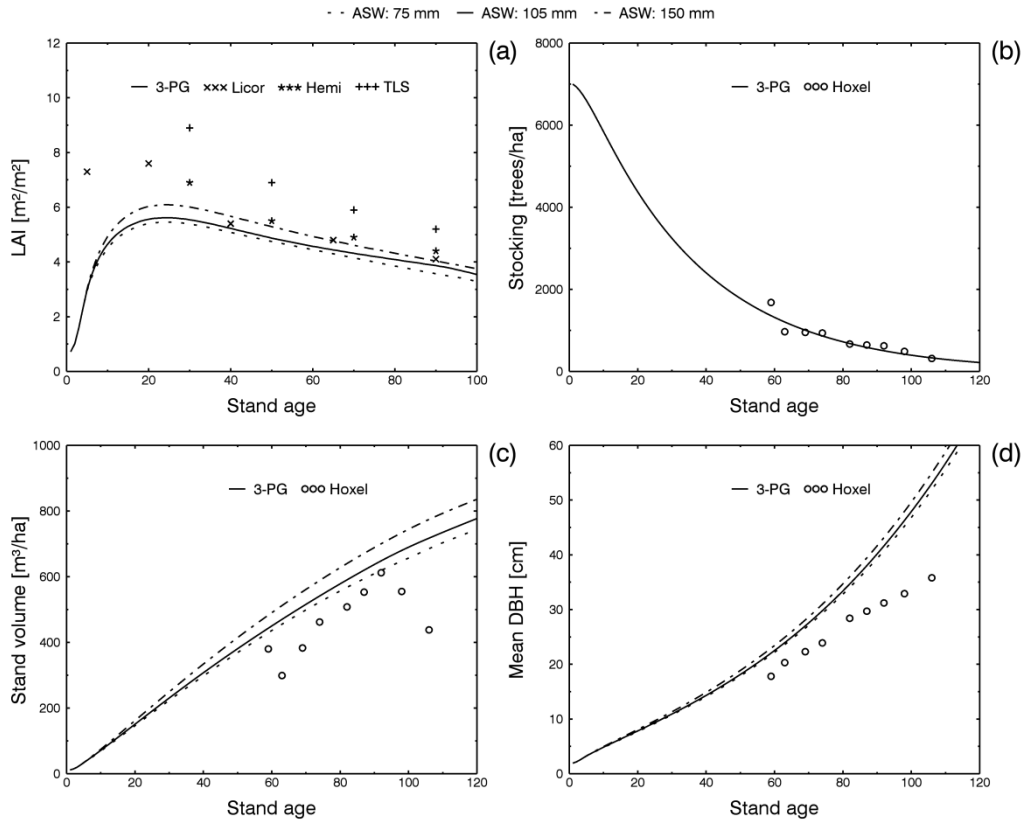 ASW: 75 mm ASW: 105 mm ASW: 150 mm
(a)
3-PG ××× Licor ★★★ Hemi +++ TLS
LAI [m²/m²]
12
10
8
6
4
2
0
0 20 40 60 80 100
Stand age
(b)
3-PG ooo Hoxel
Stocking [trees/ha]
8000
6000
4000
2000
0
0 20 40 60 80 100 120
Stand age
(c)
3-PG ooo Hoxel
Stand volume [m³/ha]
1000
800
600
400
200
0
0 20 40 60 80 100 120
Stand age
(d)
3-PG ooo Hoxel
Mean DBH [cm]
60
50
40
30
20
10
0
0 20 40 60 80 100 120
Stand age